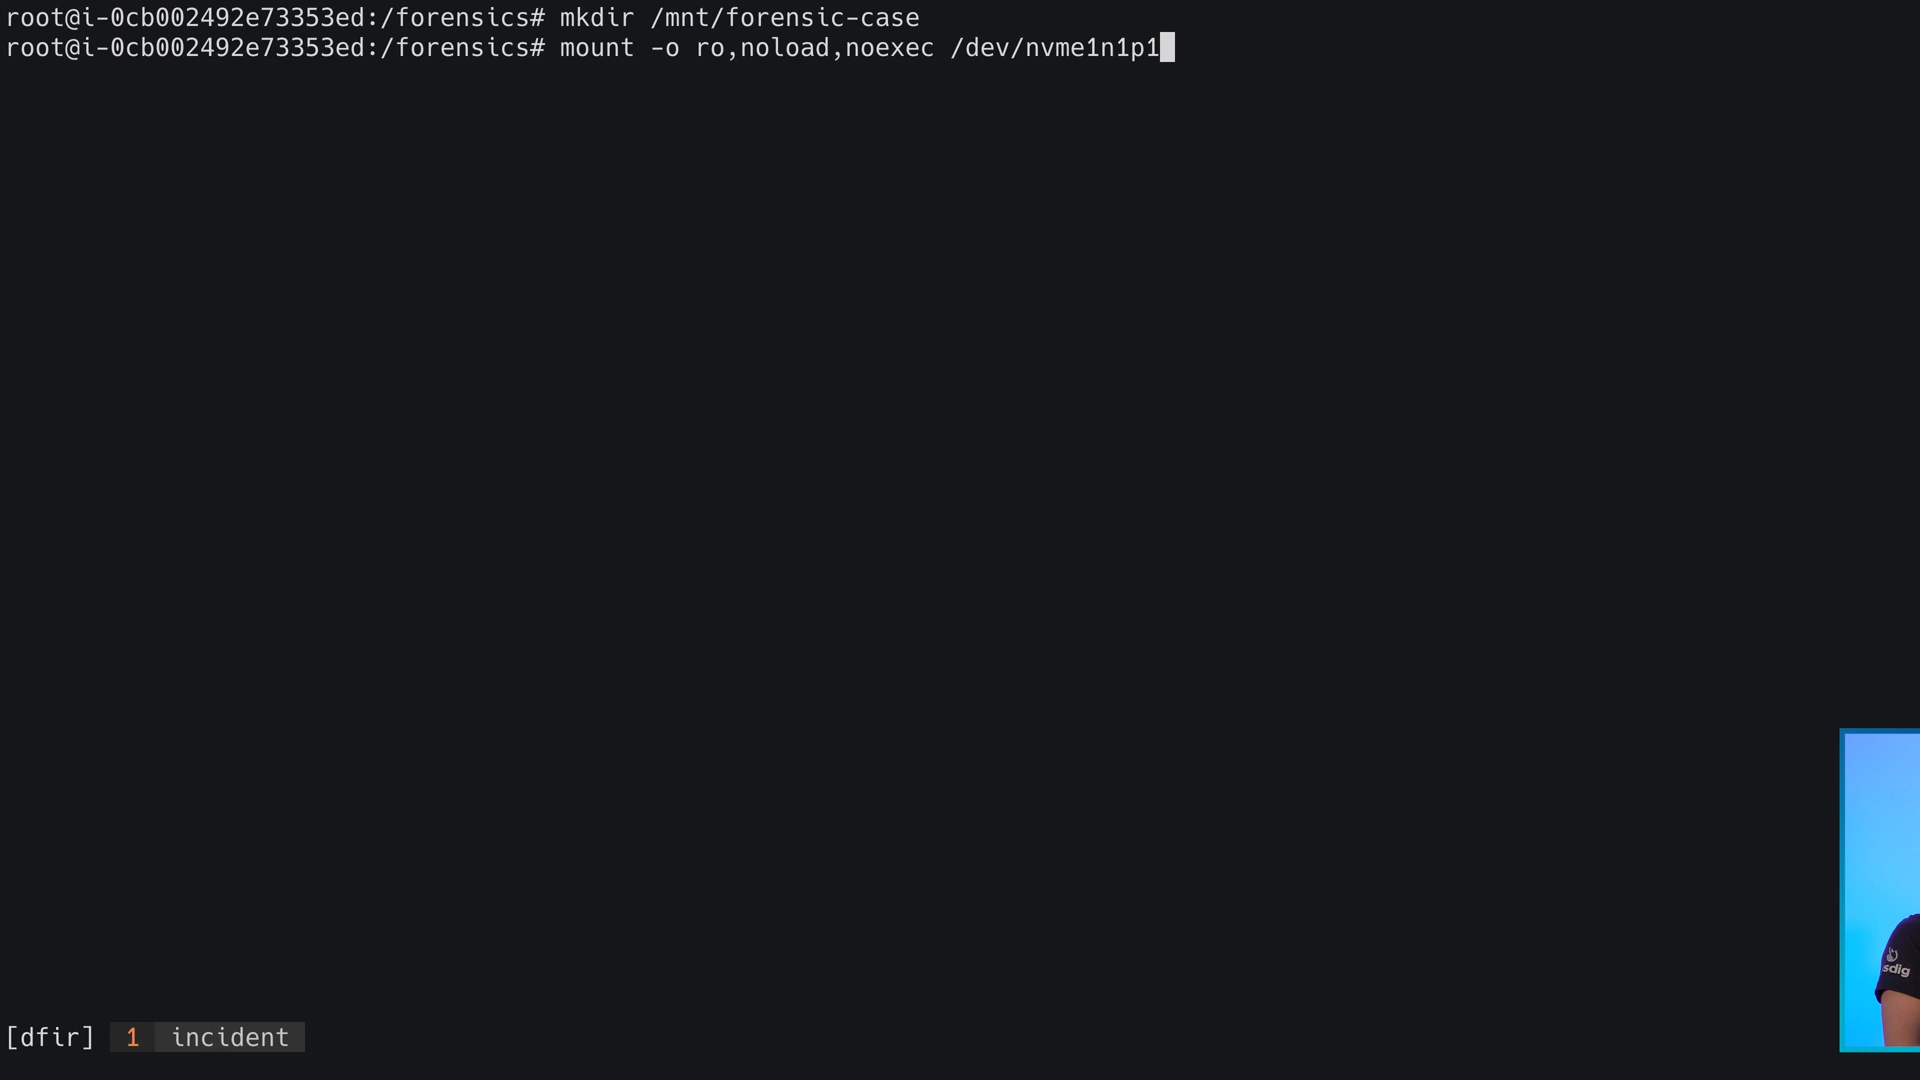 root@i-0cb002492e73353ed:/forensics# mkdir /mnt/forensic-case
root@i-0cb002492e73353ed:/forensics# mount -o ro,noload,noexec /dev/nvme1n1p1
sdig
[dfir] 1 incident